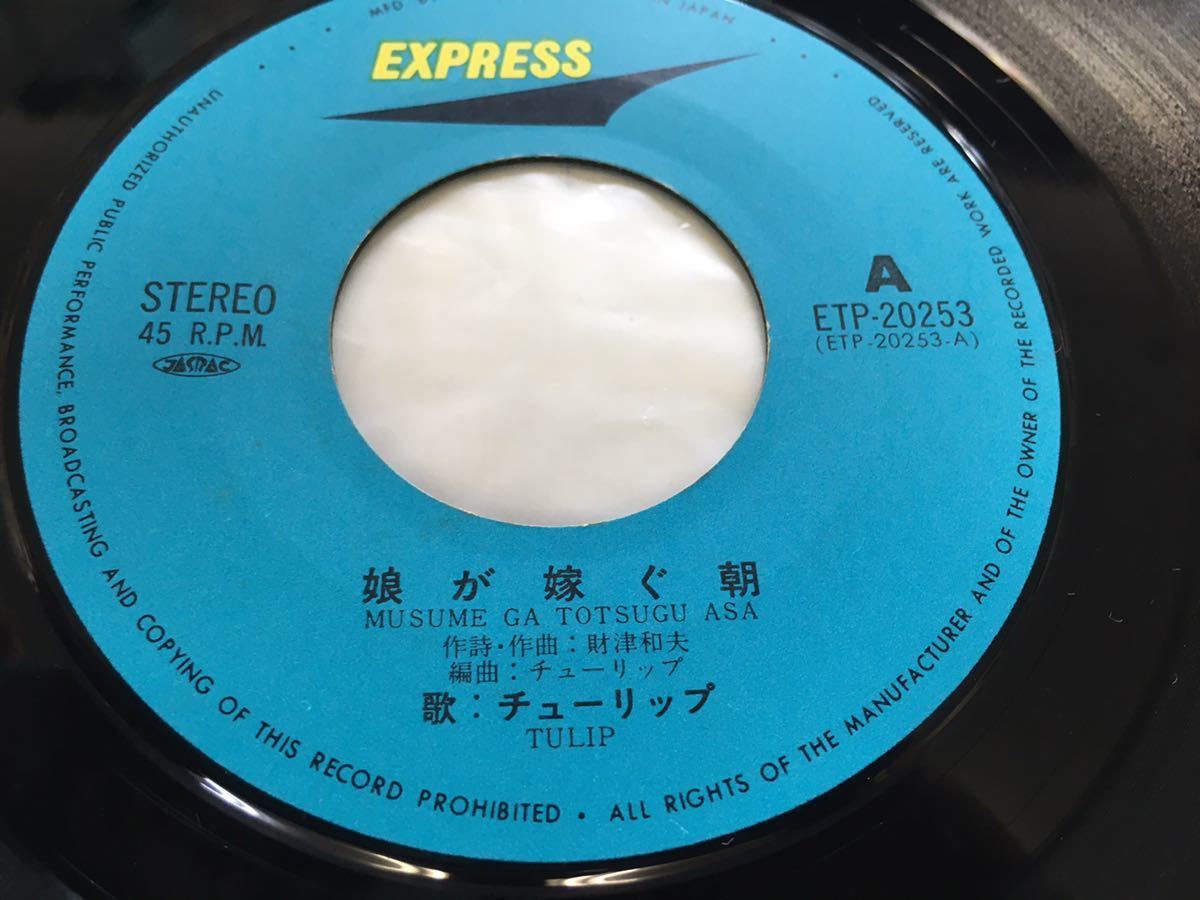 EXPRESS
STEREO
45 R.P.M.
JASRAC
A
ETP-20253
(ETP-20253-A)
娘が嫁ぐ朝
MUSUME GA TOTSUGU ASA
作詩・作曲：財津和夫
編曲：チューリップ
歌：チューリップ
TULIP
UNAUTHORIZED PUBLIC PERFORMANCE, BROADCASTING AND COPYING OF THIS RECORD PROHIBITED • ALL RIGHTS OF THE MANUFACTURER AND OF THE OWNER OF THE RECORDED WORK ARE RESERVED
MFD
JAPAN